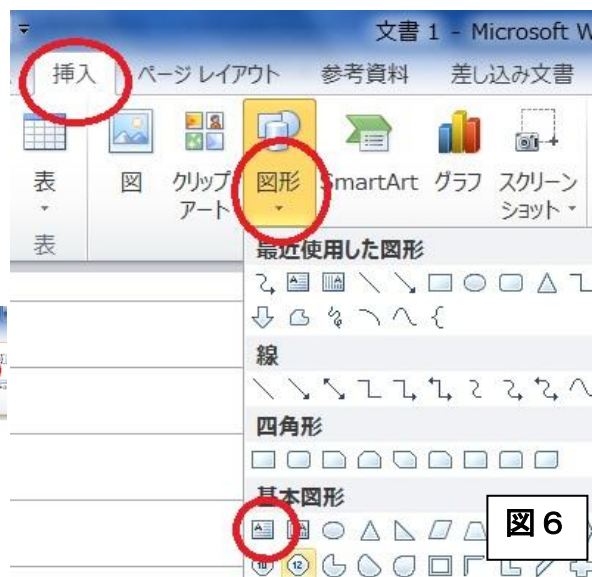 文書 1 - Microsoft W
挿入 ページ レイアウト 参考資料 差し込み文書
表 図 クリップ アート 図形 SmartArt グラフ スクリーン ショット
表
最近使用した図形
線
四角形
基本図形
図6
10 12